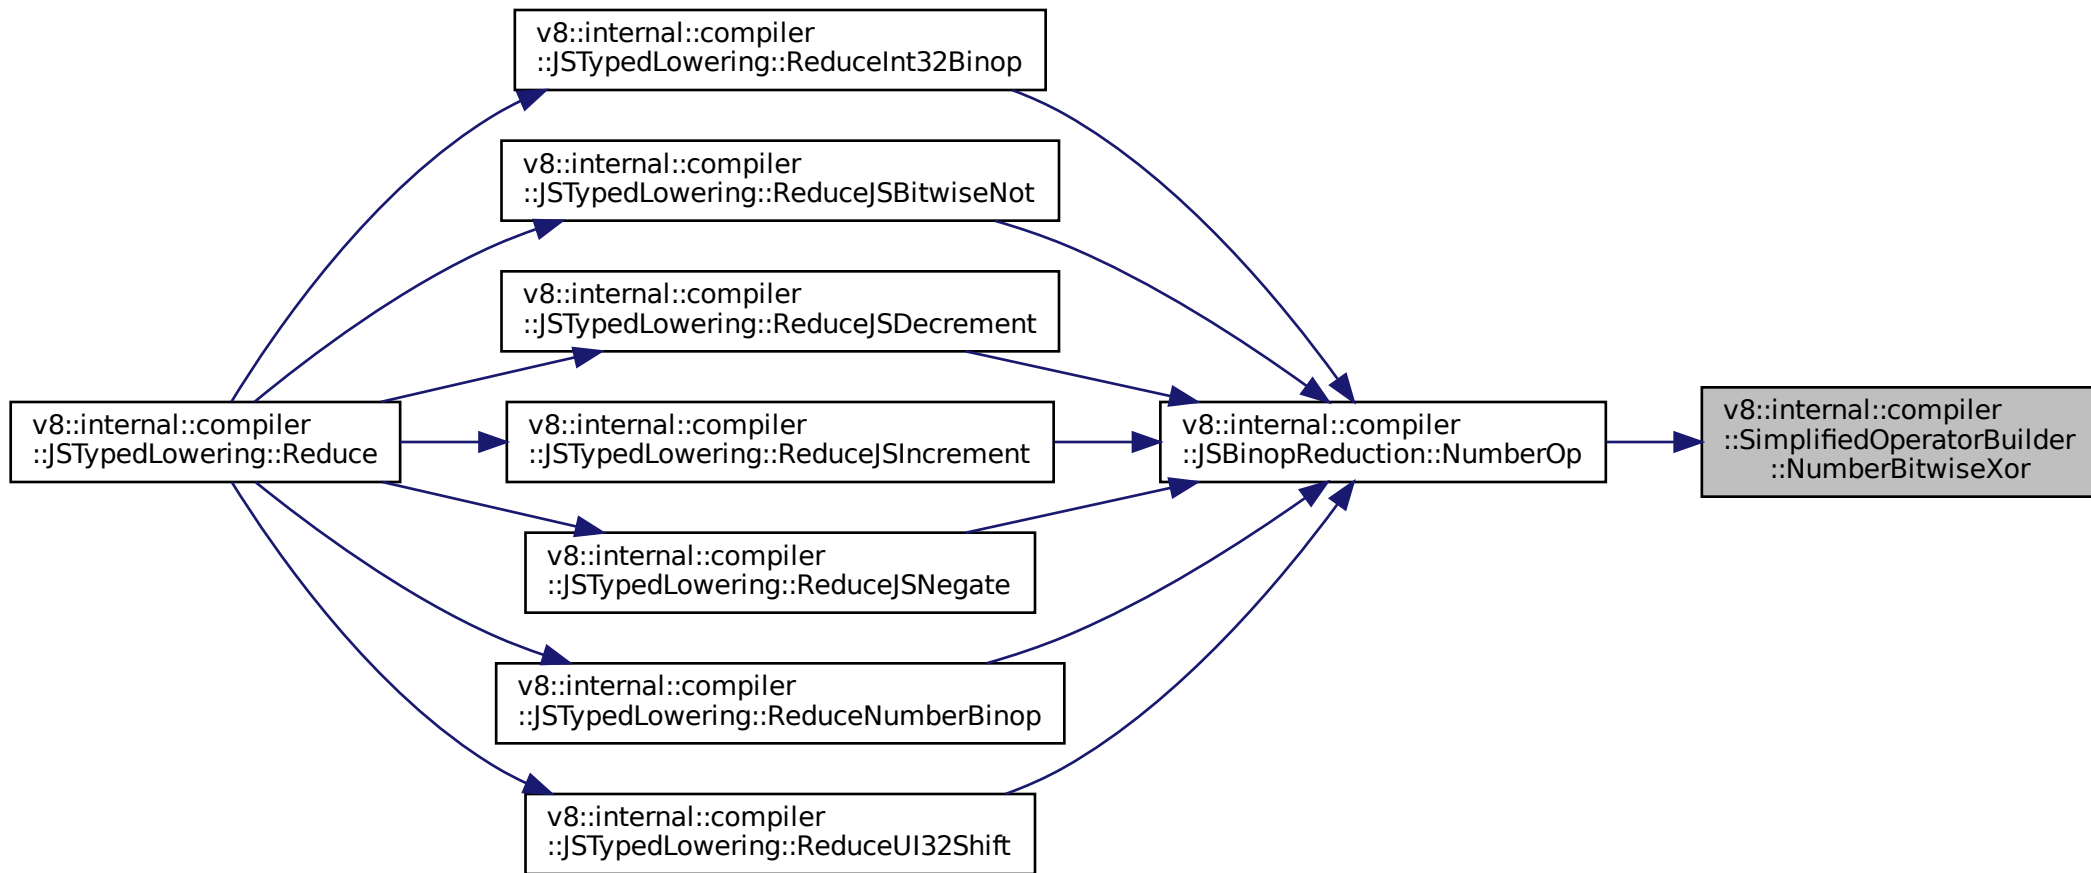 v8::internal::compiler
::JSTypedLowering::ReduceInt32Binop
v8::internal::compiler
::JSTypedLowering::ReduceJSBitwiseNot
v8::internal::compiler
::JSTypedLowering::ReduceJSDecrement
v8::internal::compiler
::JSTypedLowering::Reduce
v8::internal::compiler
::JSTypedLowering::ReduceJSIncrement
v8::internal::compiler
::JSBinopReduction::NumberOp
v8::internal::compiler
::SimplifiedOperatorBuilder
::NumberBitwiseXor
v8::internal::compiler
::JSTypedLowering::ReduceJSNegate
v8::internal::compiler
::JSTypedLowering::ReduceNumberBinop
v8::internal::compiler
::JSTypedLowering::ReduceUI32Shift